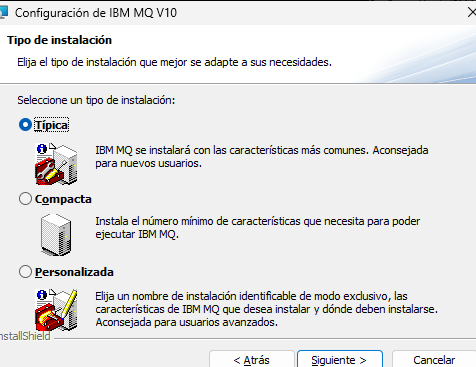 Configuración de IBM MQ V10
Tipo de instalación
Elija el tipo de instalación que mejor se adapte a sus necesidades.
Seleccione un tipo de instalación:
Típica
IBM MQ se instalará con las características más comunes. Aconsejada
para nuevos usuarios.
Compacta
Instala el número mínimo de características que necesita para poder
ejecutar IBM MQ.
Personalizada
Elija un nombre de instalación identificable de modo exclusivo, las
características de IBM MQ que desea instalar y dónde deben instalarse.
Aconsejada para usuarios avanzados.
nstallShield
< Atrás
Siguiente >
Cancelar